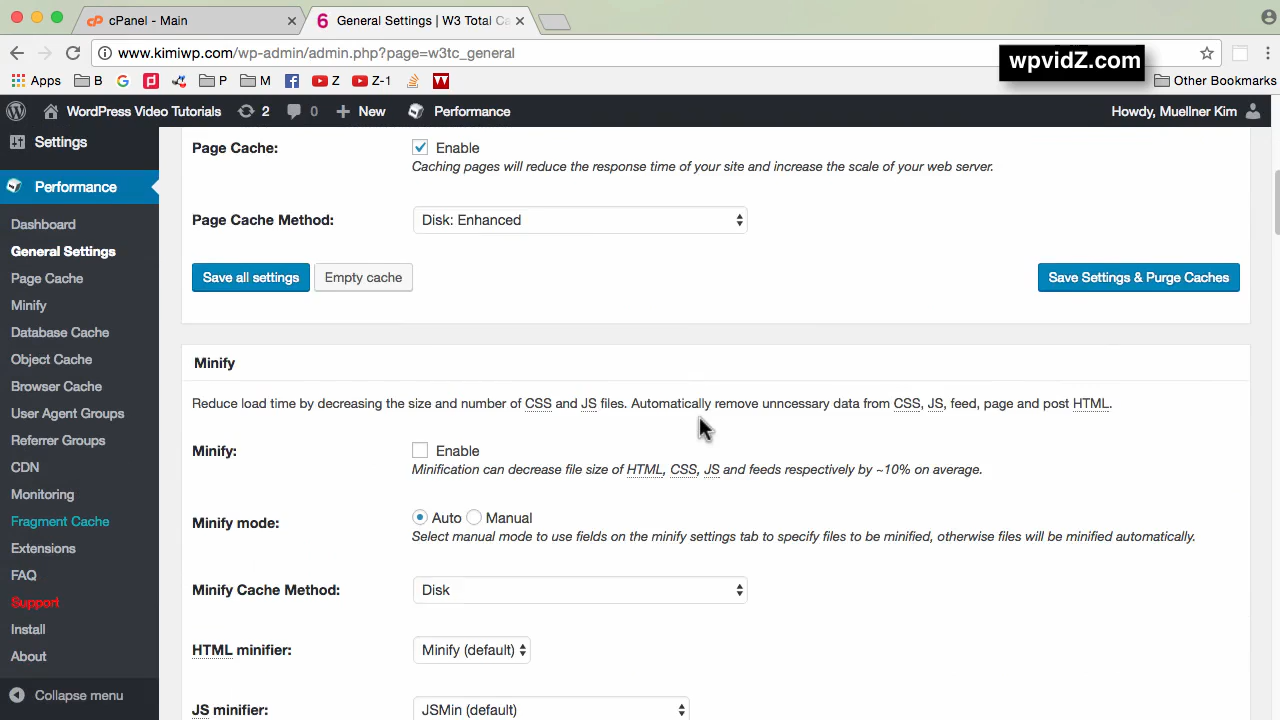 cPanel - Main
6 General Settings | W3 Total Ca
www.kimiwp.com/wp-admin/admin.php?page=w3tc_general
wpvidZ.com
Apps B G P M Z Z-1 Other Bookmarks
WordPress Video Tutorials 2 0 New Performance Howdy, Muellner Kim
Settings
Performance
Dashboard
General Settings
Page Cache
Minify
Database Cache
Object Cache
Browser Cache
User Agent Groups
Referrer Groups
CDN
Monitoring
Fragment Cache
Extensions
FAQ
Support
Install
About
Collapse menu
Page Cache: Enable
Caching pages will reduce the response time of your site and increase the scale of your web server.
Page Cache Method: Disk: Enhanced
Save all settings Empty cache Save Settings & Purge Caches
Minify
Reduce load time by decreasing the size and number of CSS and JS files. Automatically remove unncessary data from CSS, JS, feed, page and post HTML.
Minify: Enable
Minification can decrease file size of HTML, CSS, JS and feeds respectively by ~10% on average.
Minify mode: Auto Manual
Select manual mode to use fields on the minify settings tab to specify files to be minified, otherwise files will be minified automatically.
Minify Cache Method: Disk
HTML minifier: Minify (default)
JS minifier: JSMin (default)